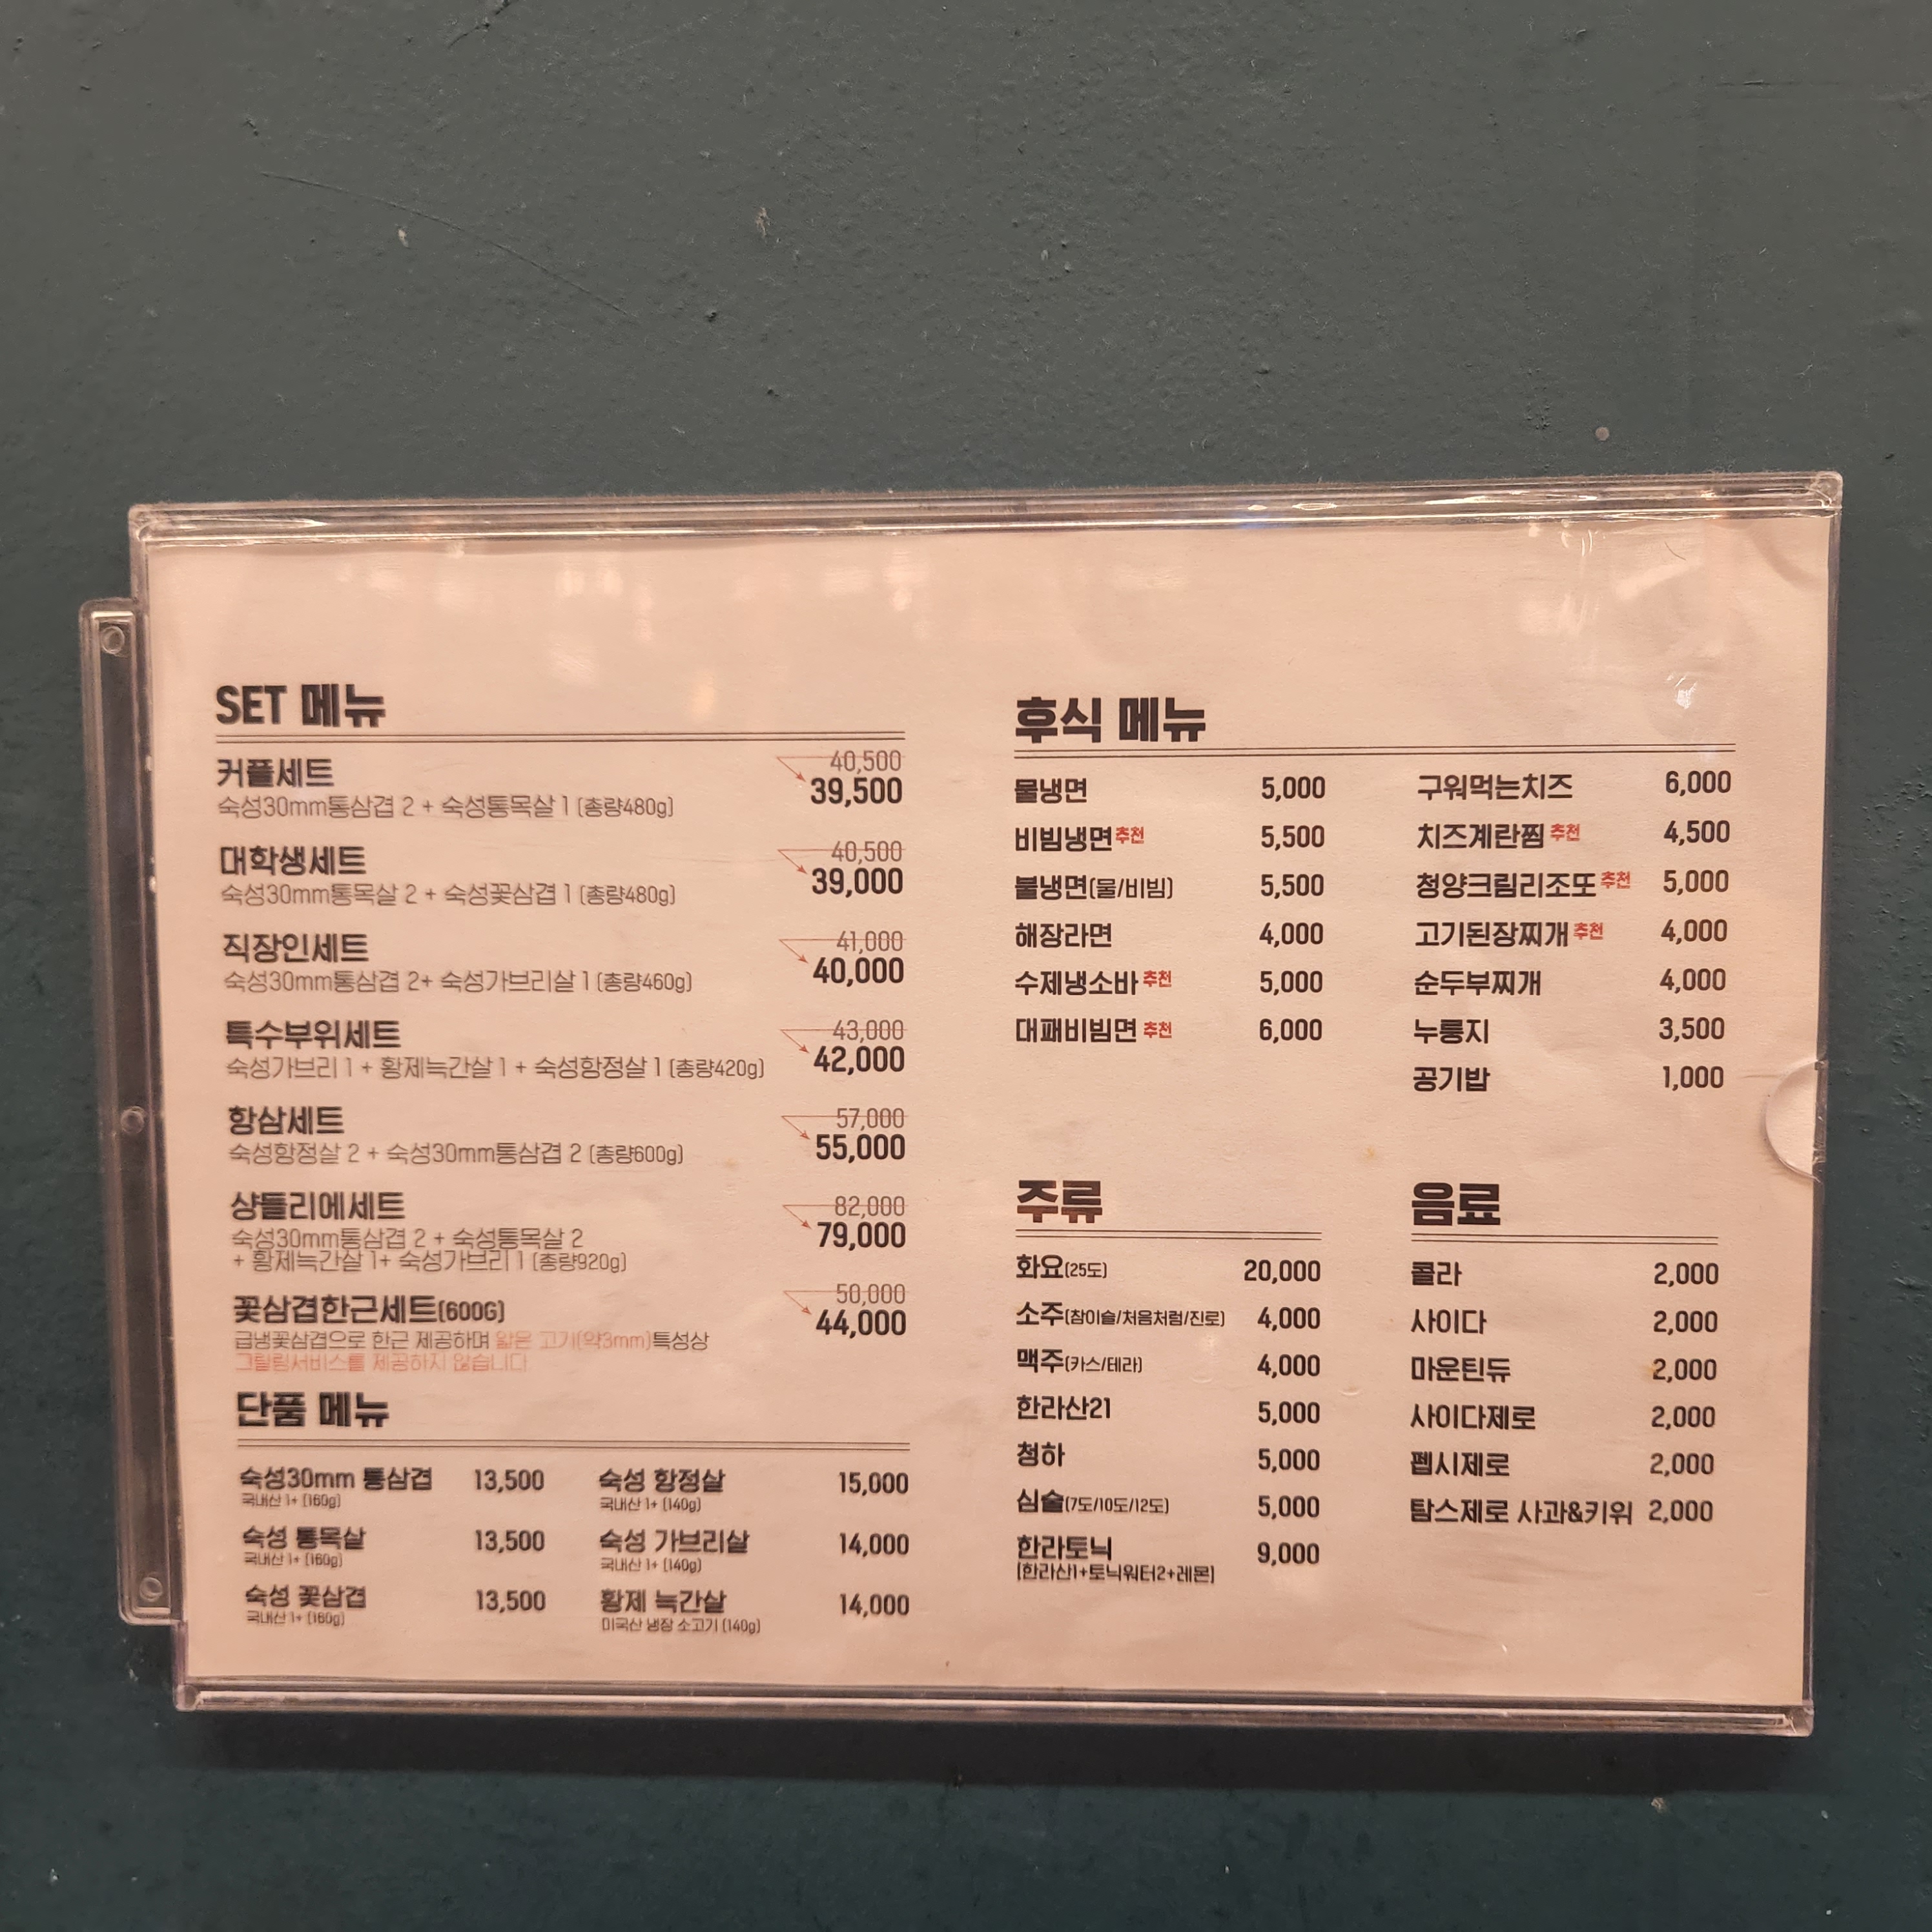 SET 메뉴
커플세트 40,500
숙성30mm통삼겹 2 + 숙성통목살 1 (총량480g) 39,500
대학생세트 40,500
숙성30mm통목살 2 + 숙성꽃삼겹 1 (총량480g) 39,000
직장인세트 41,000
숙성30mm통삼겹 2+ 숙성가브리살 1 (총량460g) 40,000
특수부위세트 43,000
숙성가브리 1 + 황제늑간살 1 + 숙성항정살 1 (총량420g) 42,000
항삼세트 57,000
숙성항정살 2 + 숙성30mm통삼겹 2 (총량600g) 55,000
샹들리에세트 82,000
숙성30mm통삼겹 2 + 숙성통목살 2 79,000
+ 황제늑간살 1+ 숙성가브리 1 (총량920g)
꽃삼겹한근세트(600G) 50,000
44,000
급냉꽃삼겹으로 한근 제공하며 얇은 고기(약3mm)특성상
그릴링서비스를 제공하지 않습니다
단품 메뉴
숙성30mm 통삼겹 13,500
국내산 1+ (160g)
숙성 통목살 13,500
국내산 1+ (160g)
숙성 꽃삼겹 13,500
국내산 1+ (160g)
숙성 항정살 15,000
국내산 1+ (140g)
숙성 가브리살 14,000
국내산 1+ (140g)
황제 늑간살 14,000
미국산 냉장 소고기 (140g)
후식 메뉴
물냉면 5,000
비빔냉면 추천 5,500
불냉면(물/비빔) 5,500
해장라면 4,000
수제냉소바 추천 5,000
대패비빔면 추천 6,000
구워먹는치즈 6,000
치즈계란찜 추천 4,500
청양크림리조또 추천 5,000
고기된장찌개 추천 4,000
순두부찌개 4,000
누룽지 3,500
공기밥 1,000
주류
화요(25도) 20,000
소주(참이슬/처음처럼/진로) 4,000
맥주(카스/테라) 4,000
한라산21 5,000
청하 5,000
심술(7도/10도/12도) 5,000
한라토닉 9,000
(한라산1+토닉워터2+레몬)
음료
콜라 2,000
사이다 2,000
마운틴듀 2,000
사이다제로 2,000
펩시제로 2,000
탐스제로 사과&키위 2,000